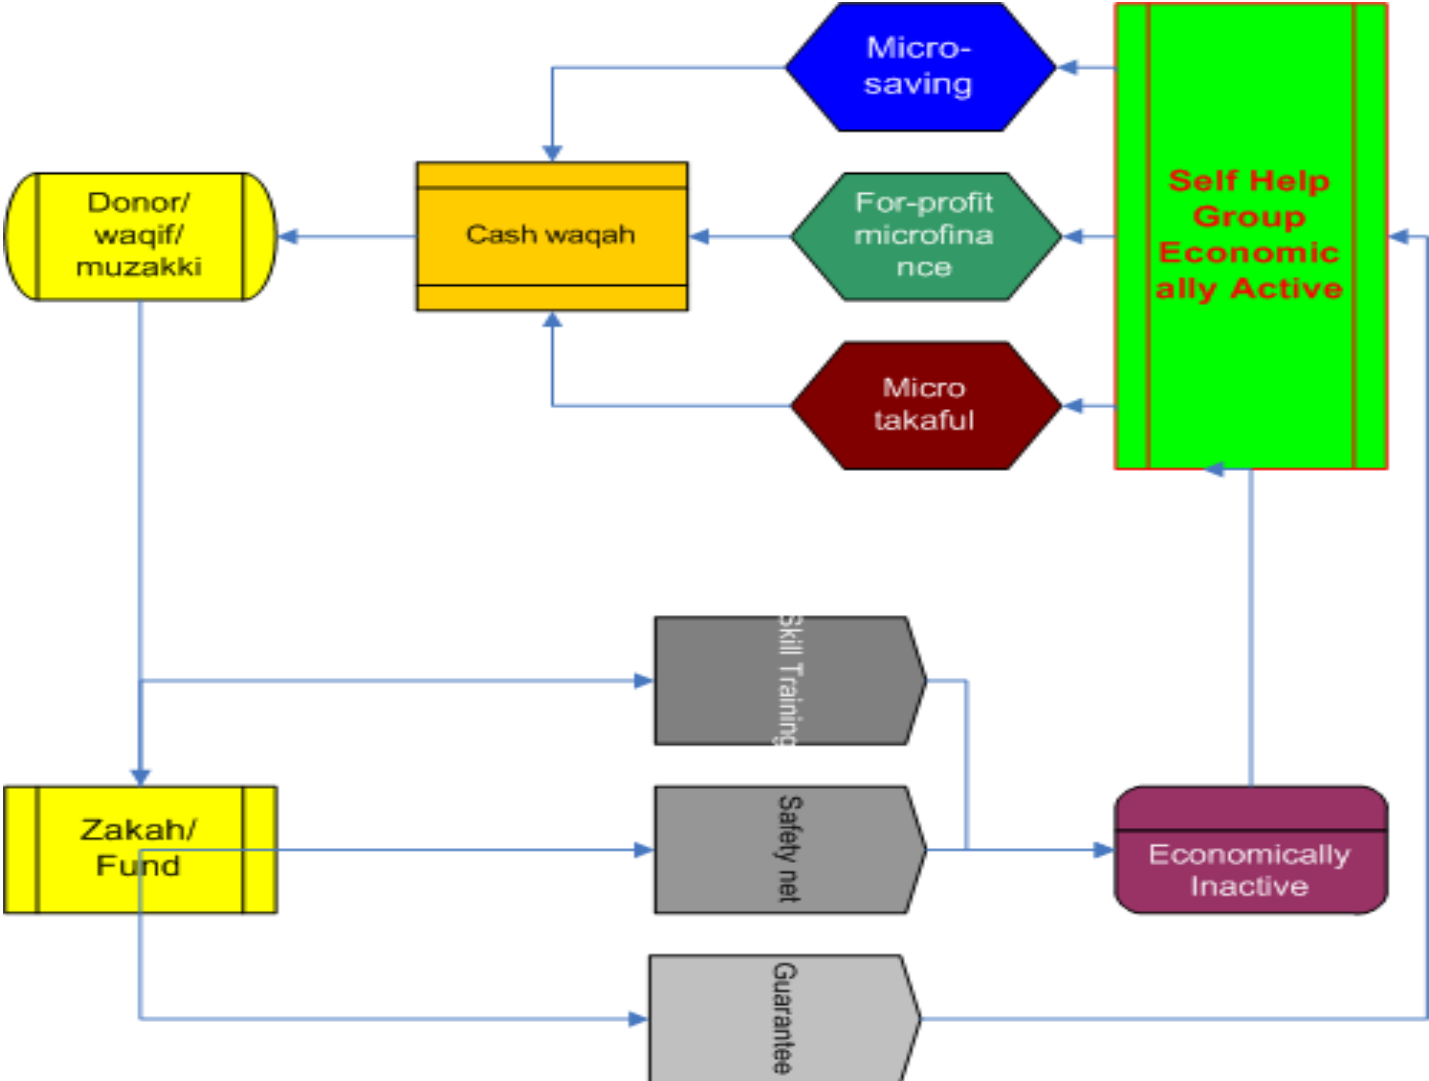 Micro-
saving
Donor/
waqif/
muzakki
Cash waqah
For-profit
microfina
nce
Self Help
Group
Economic
ally Active
Micro
takaful
Skill Training
Zakah/
Fund
Safety net
Economically
Inactive
Guarantee